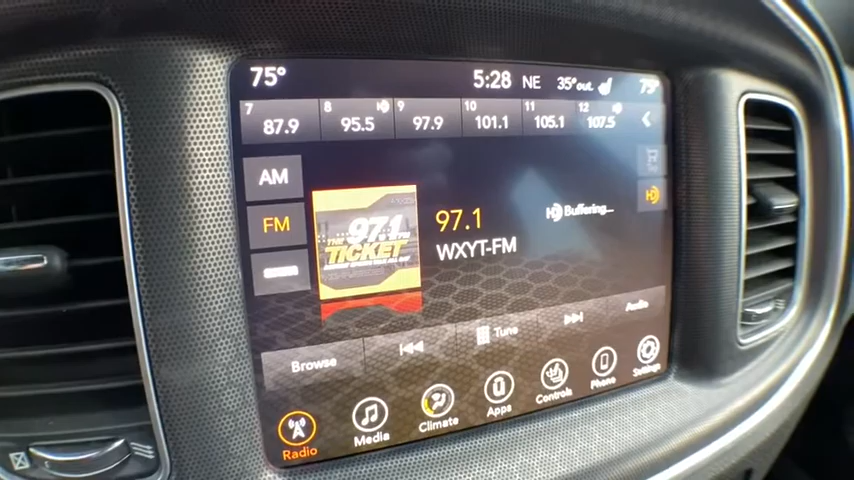 75° 5:28 NE 35° out 75°
7 87.9 8 95.5 9 97.9 10 101.1 11 105.1 12 107.5
AM
FM
97.1
THE
TICKET
97.1
WXYT-FM
HD Buffering...
HD
Browse Tune Audio
Radio Media Climate Apps Controls Phone Settings